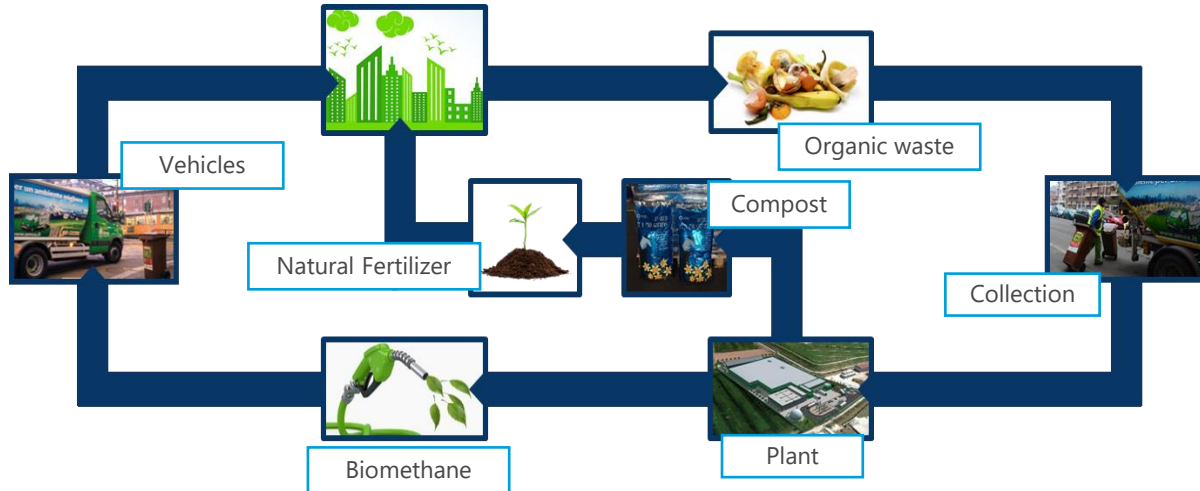 Vehicles
Organic waste
Compost
Natural Fertilizer
Collection
Biomethane
Plant